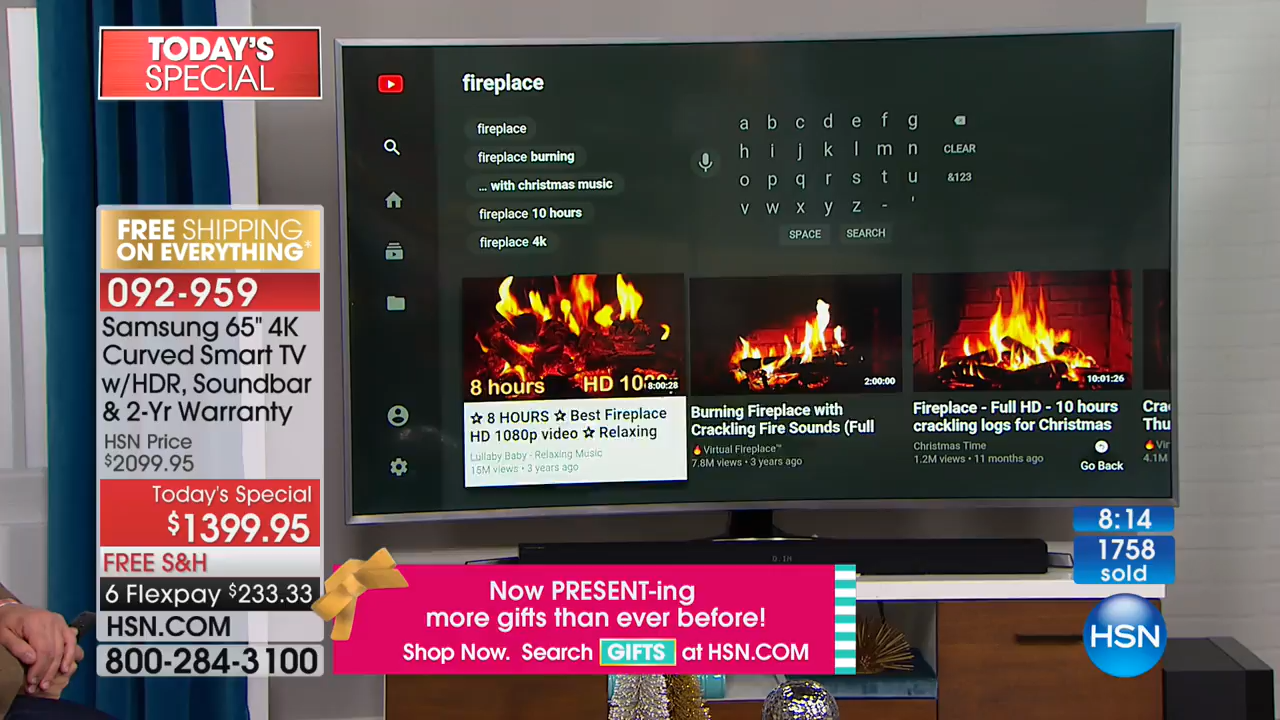 TODAY'S
SPECIAL
FREE SHIPPING
ON EVERYTHING*
092-959
Samsung 65" 4K
Curved Smart TV
w/HDR, Soundbar
& 2-Yr Warranty
HSN Price
$2099.95
Today's Special
$1399.95
FREE S&H
6 Flexpay $233.33
HSN.COM
800-284-3100
fireplace
fireplace
fireplace burning
... with christmas music
fireplace 10 hours
fireplace 4k
a b c d e f g
h i j k l m n CLEAR
o p q r s t u &123
v w x y z - '
SPACE SEARCH
8 hours HD
8:00:28
☆ 8 HOURS ☆ Best Fireplace
HD 1080p video ☆ Relaxing
Lullaby Baby - Relaxing Music
15M views • 3 years ago
2:00:00
Burning Fireplace with
Crackling Fire Sounds (Full
🔥Virtual Fireplace™
7.8M views • 3 years ago
10:01:26
Fireplace - Full HD - 10 hours
crackling logs for Christmas
Christmas Time
1.2M views • 11 months ago
Cra
Thu
Vir
4.1M
Go Back
8:14
1758
sold
Now PRESENT-ing
more gifts than ever before!
Shop Now. Search GIFTS at HSN.COM
HSN